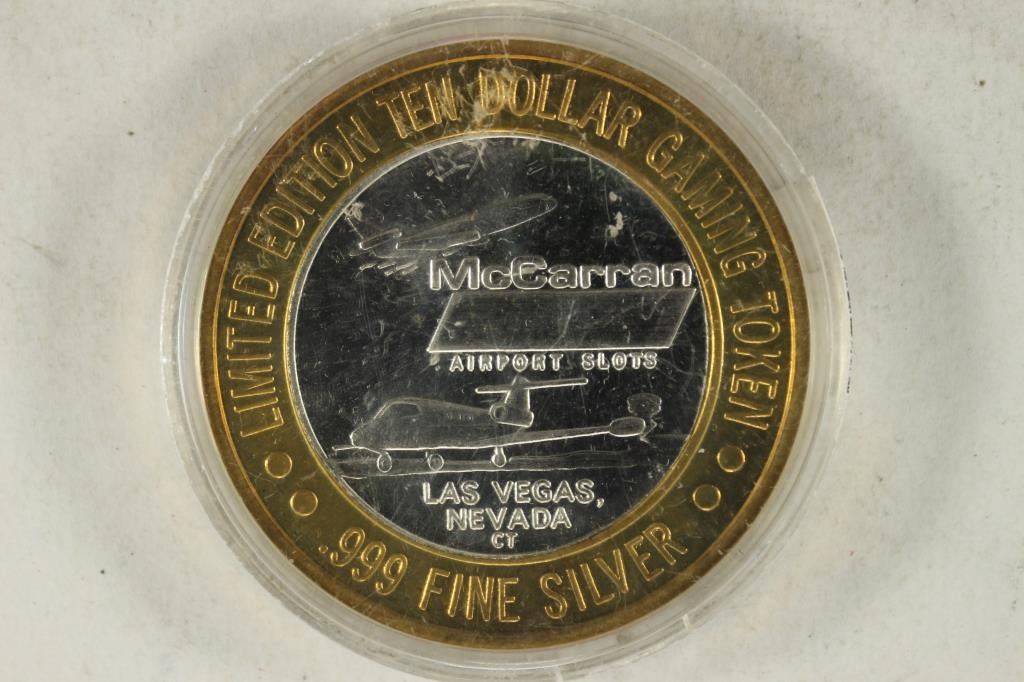 LIMITED EDITION TEN DOLLAR GAMING TOKEN
McCarran
AIRPORT SLOTS
LAS VEGAS,
NEVADA
CT
.999 FINE SILVER